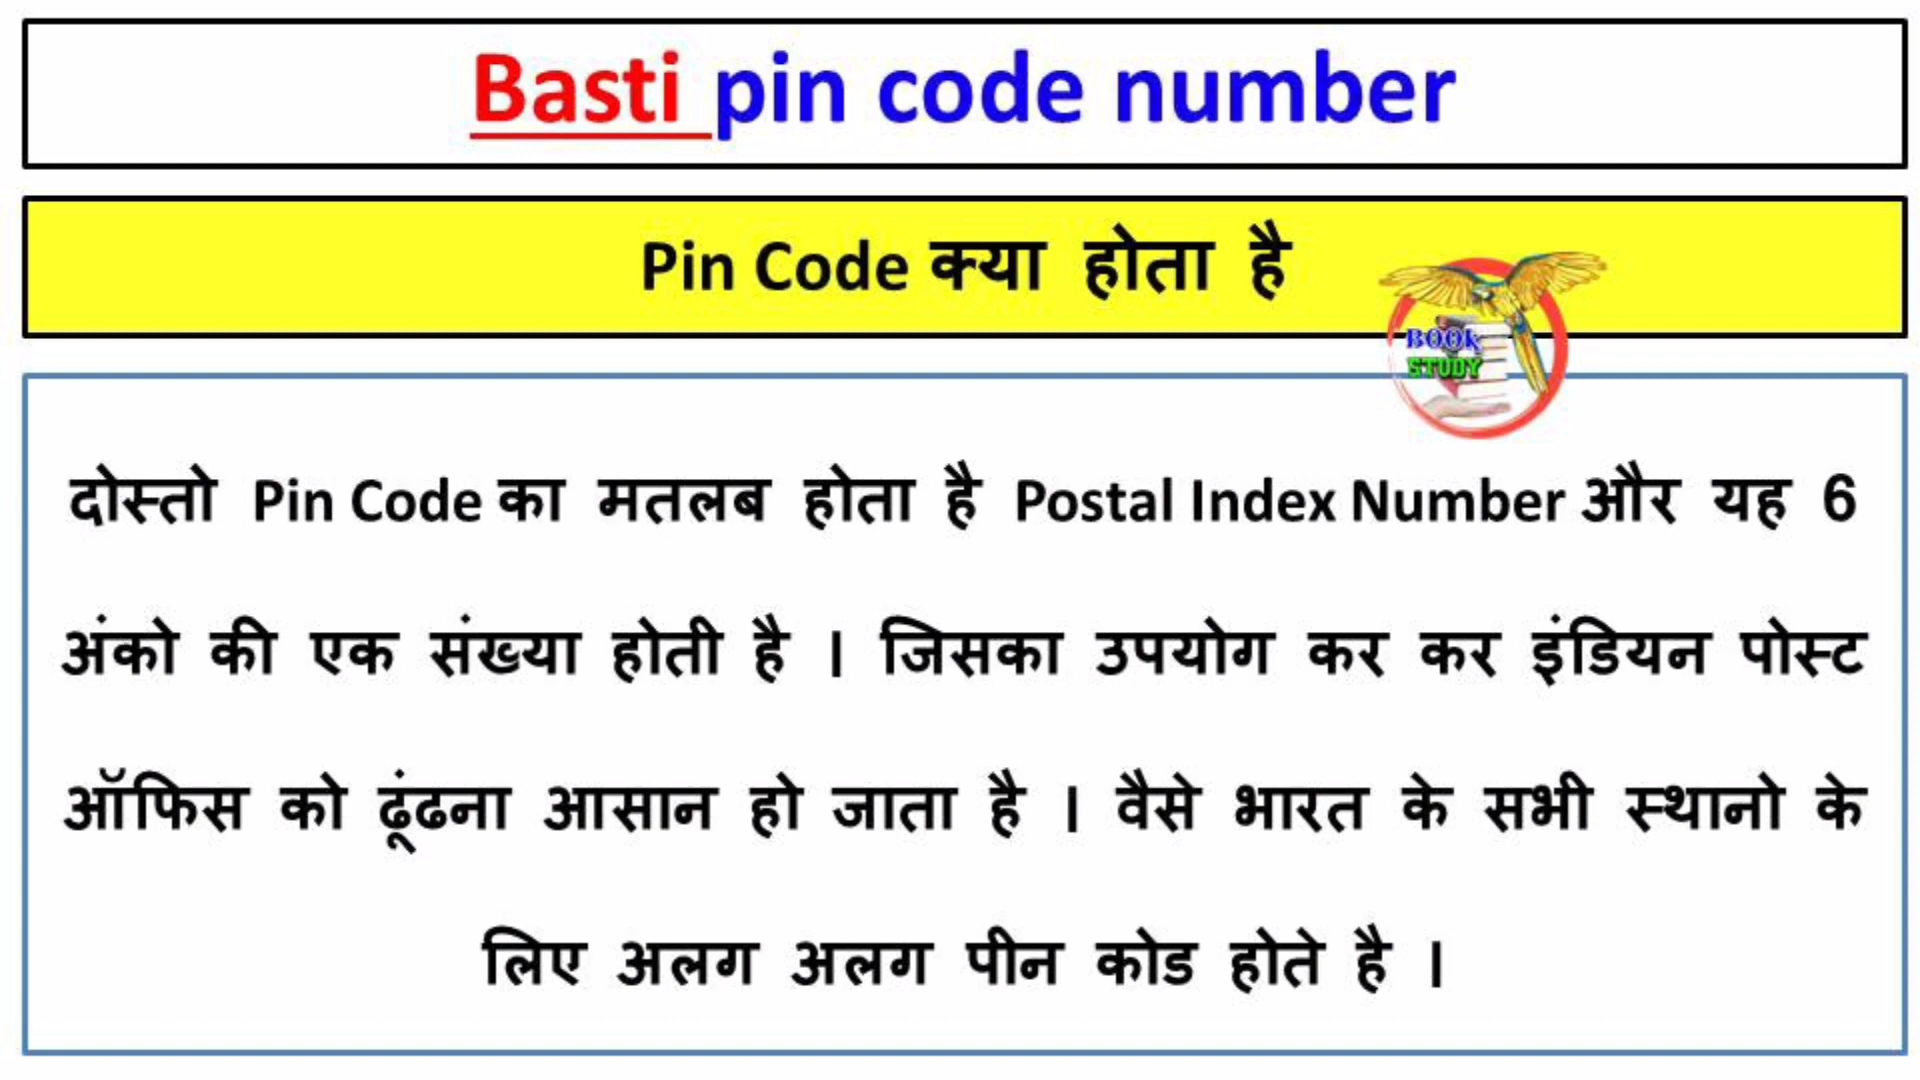 Basti pin code number
Pin Code क्या होता है
BOOK
STUDY
दोस्तो Pin Code का मतलब होता है Postal Index Number और यह 6
अंको की एक संख्या होती है । जिसका उपयोग कर कर इंडियन पोस्ट
ऑफिस को ढूंढना आसान हो जाता है । वैसे भारत के सभी स्थानो के
लिए अलग अलग पीन कोड होते है ।